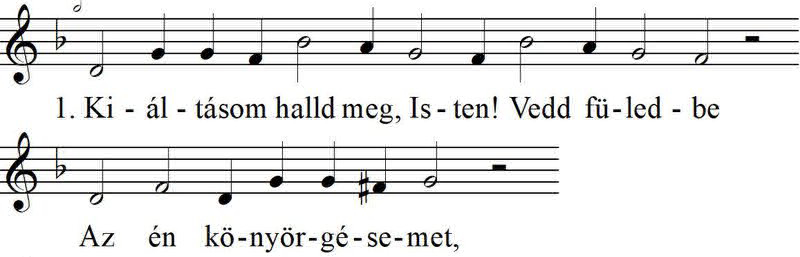 1. Ki - ál - tásom halld meg, Is - ten! Vedd fü - led - be
Az én kö - nyör - gé - se - met,